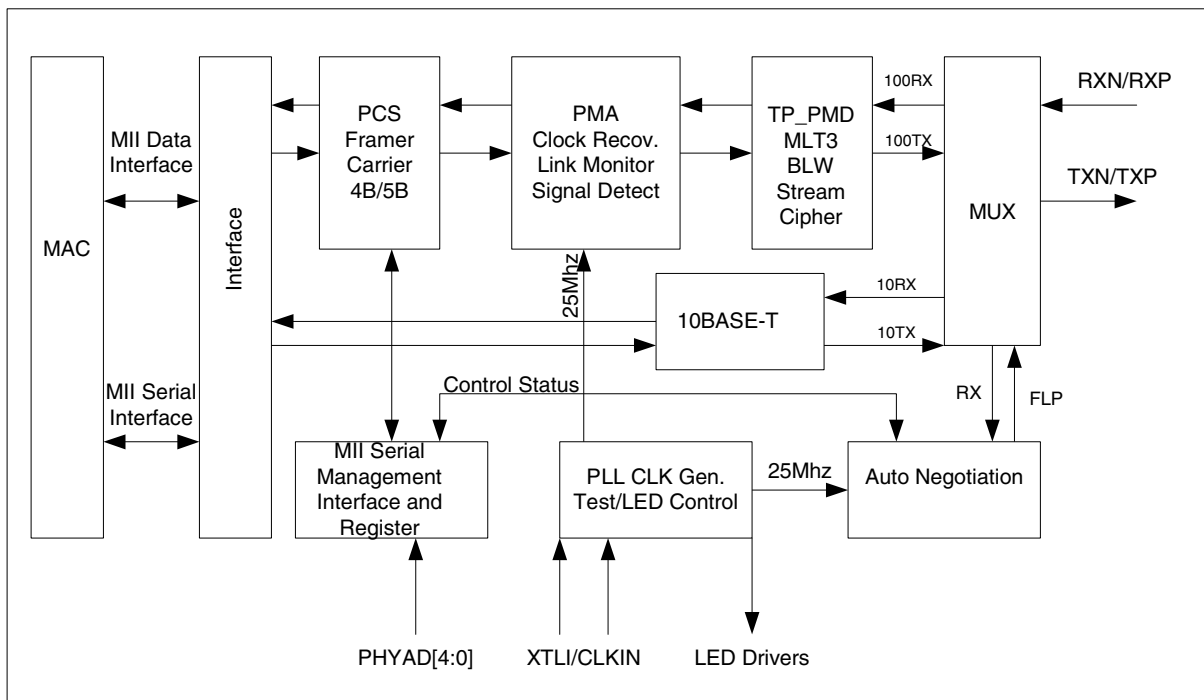 MAC
MII Data
Interface
MII Serial
Interface
Interface
PCS
Framer
Carrier
4B/5B
PMA
Clock Recov.
Link Monitor
Signal Detect
TP_PMD
MLT3
BLW
Stream
Cipher
100RX
100TX
MUX
RXN/RXP
TXN/TXP
25Mhz
10BASE-T
10RX
10TX
Control Status
RX
FLP
MII Serial
Management
Interface and
Register
PLL CLK Gen.
Test/LED Control
25Mhz
Auto Negotiation
PHYAD[4:0]
XTLI/CLKIN
LED Drivers